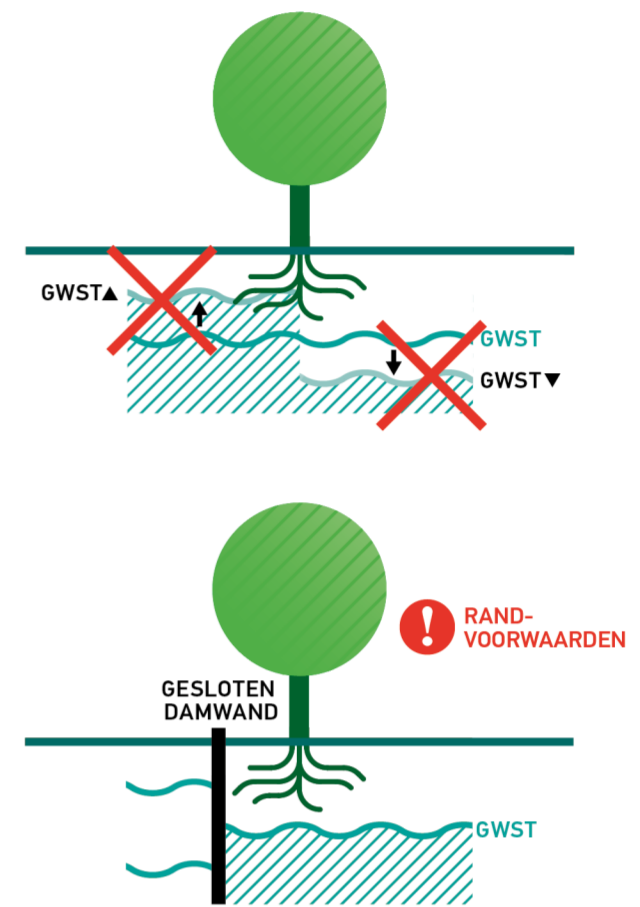 GWST▲
GWST
GWST▼
RAND-
VOORWAARDEN
GESLOTEN
DAMWAND
GWST